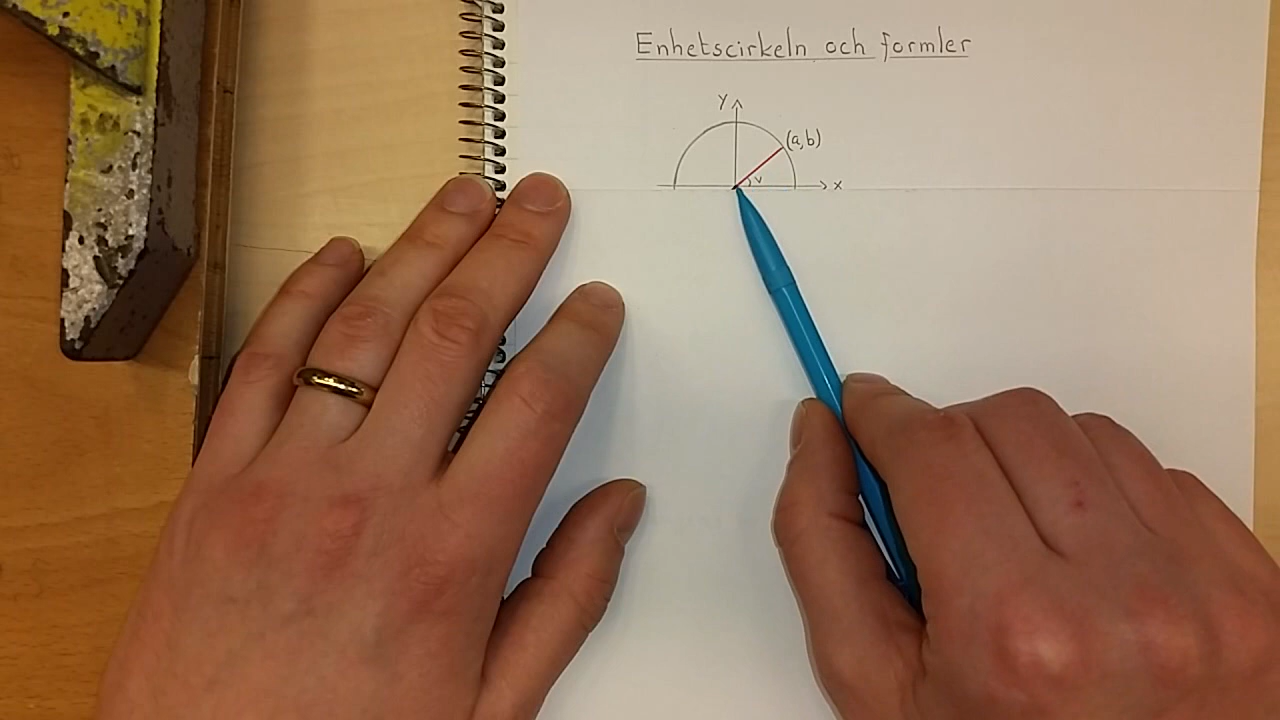 Enhetscirkeln och formler
y
(a,b)
v
x